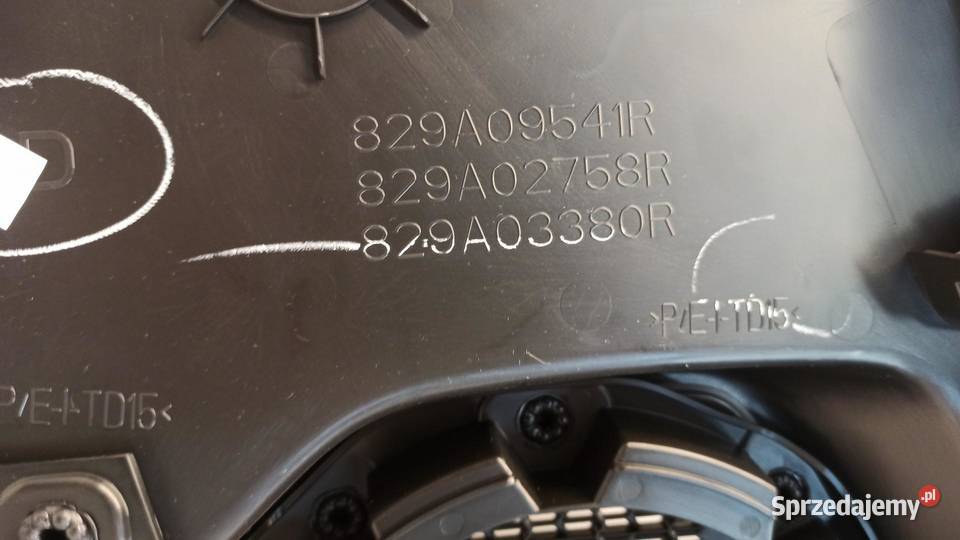 829A09541R
829A02758R
829A03380R
>P/E-I-TD15<
P/E-I-TD15<
D
Sprzedajemy.pl